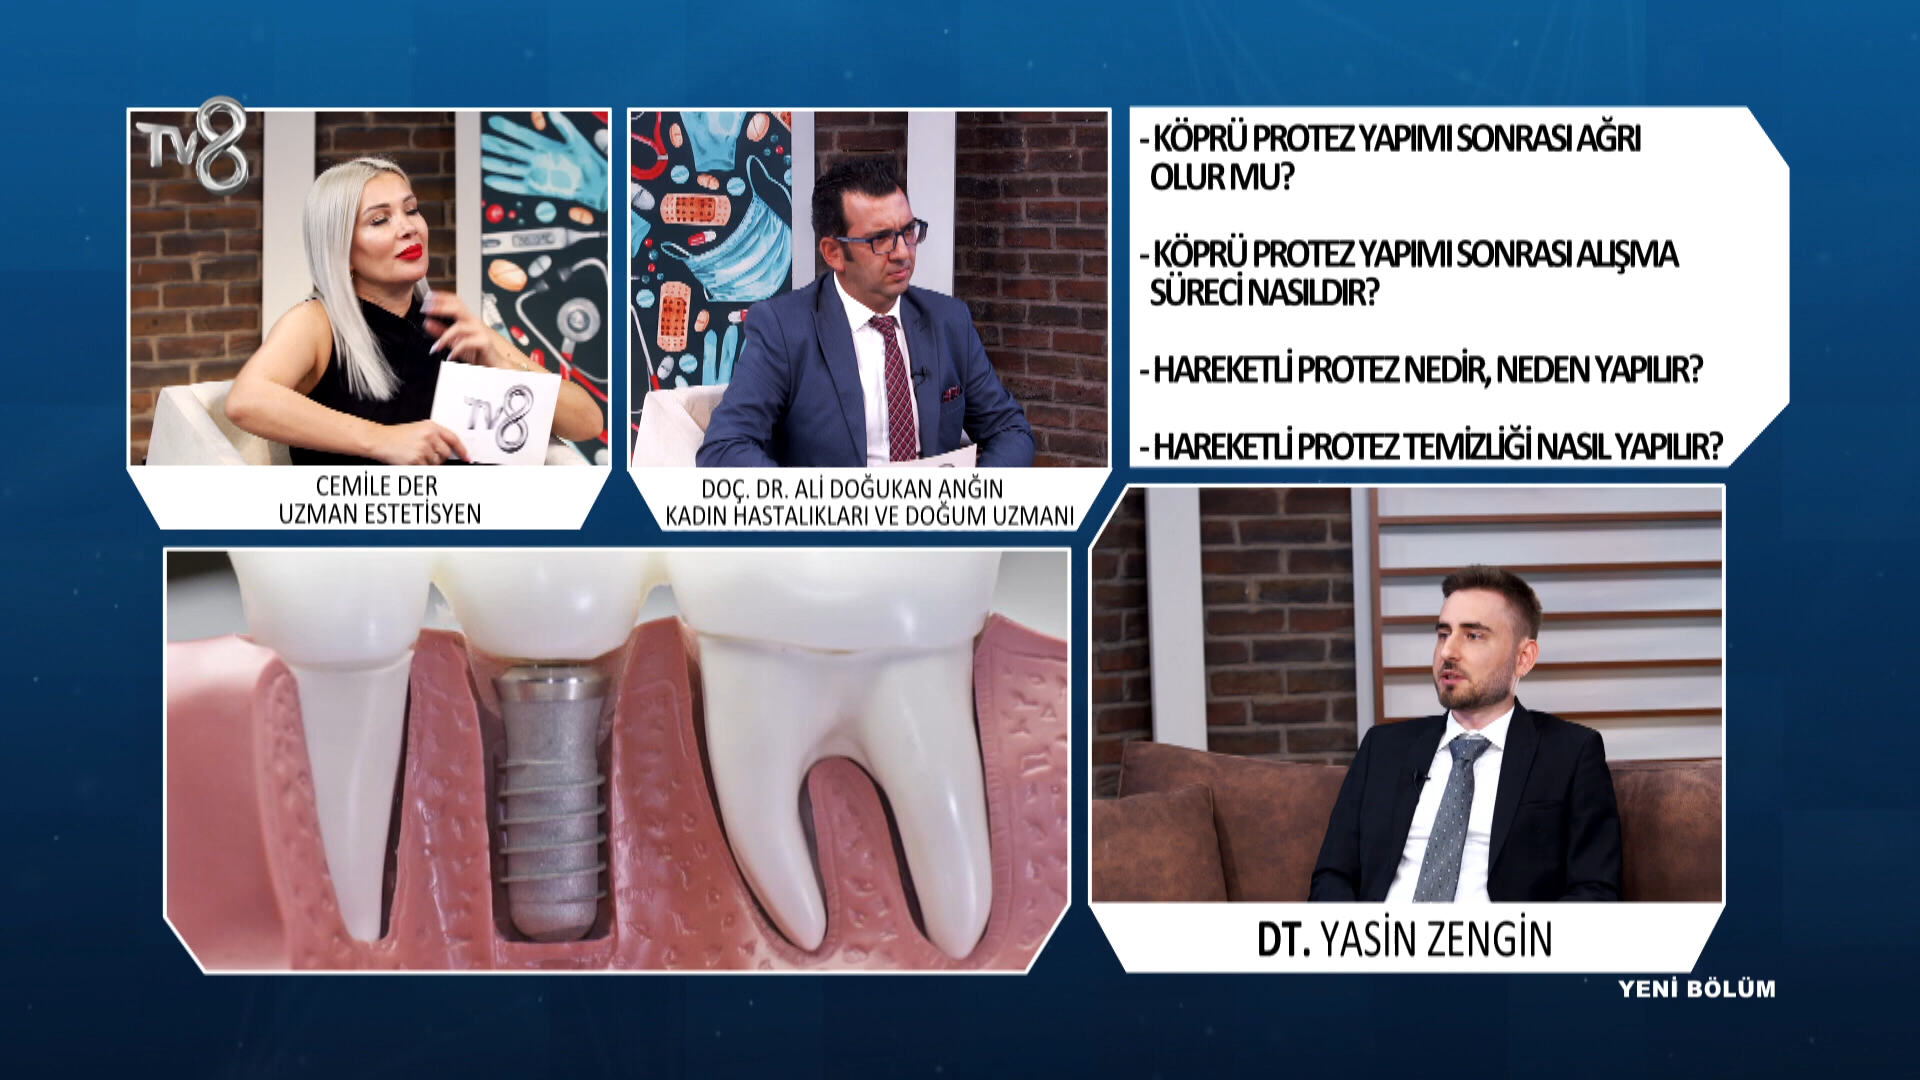 TV8
- KÖPRÜ PROTEZ YAPIMI SONRASI AĞRI
OLUR MU?
- KÖPRÜ PROTEZ YAPIMI SONRASI ALIŞMA
SÜRECİ NASILDIR?
- HAREKETLİ PROTEZ NEDİR, NEDEN YAPILIR?
- HAREKETLİ PROTEZ TEMİZLİĞİ NASIL YAPILIR?
TV8
CEMİLE DER
UZMAN ESTETİSYEN
DOÇ. DR. ALİ DOĞUKAN ANĞIN
KADIN HASTALIKLARI VE DOĞUM UZMANI
DT. YASİN ZENGİN
YENİ BÖLÜM